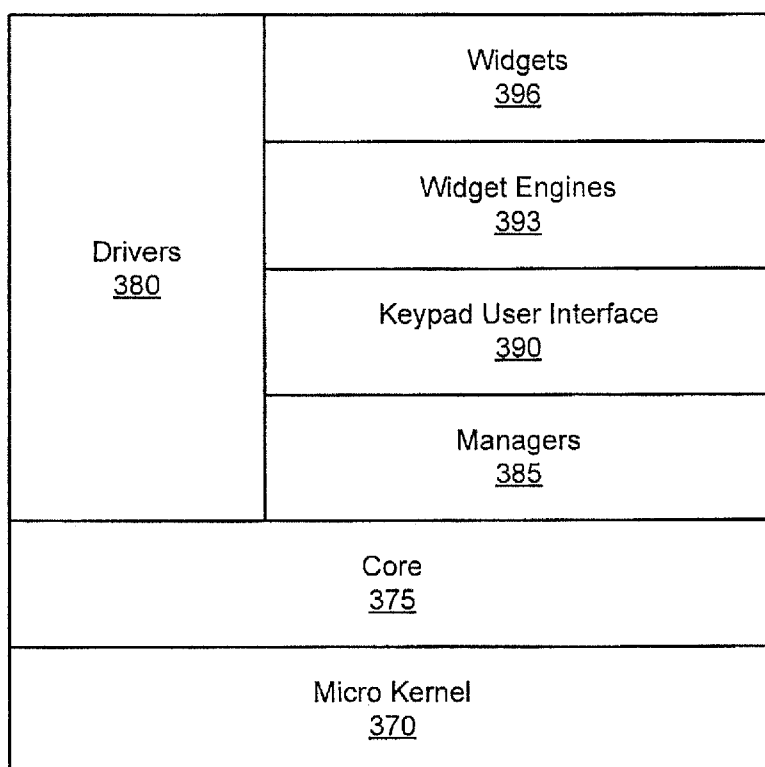 Widgets
396
Widget Engines
393
Drivers
380
Keypad User Interface
390
Managers
385
Core
375
Micro Kernel
370